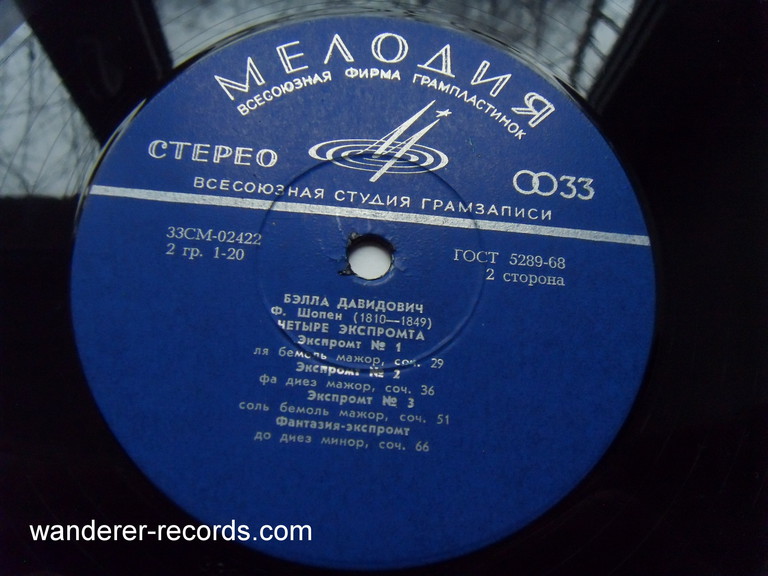 МЕЛОДИЯ
ВСЕСОЮЗНАЯ ФИРМА ГРАМПЛАСТИНОК
СТЕРЕО
33
ВСЕСОЮЗНАЯ СТУДИЯ ГРАМЗАПИСИ
33СМ-02422
2 гр. 1-20
ГОСТ 5289-68
2 сторона
БЭЛЛА ДАВИДОВИЧ
Ф. Шопен (1810—1849)
ЧЕТЫРЕ ЭКСПРОМТА
Экспромт № 1
ля бемоль мажор, соч. 29
Экспромт № 2
фа диез мажор, соч. 36
Экспромт № 3
соль бемоль мажор, соч. 51
Фантазия-экспромт
до диез минор, соч. 66
wanderer-records.com